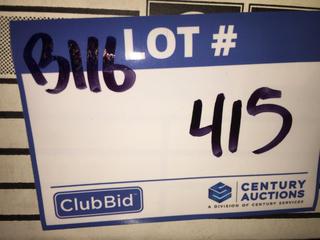 B116 LOT #
415
ClubBid
CENTURY
AUCTIONS
A DIVISION OF CENTURY SERVICES